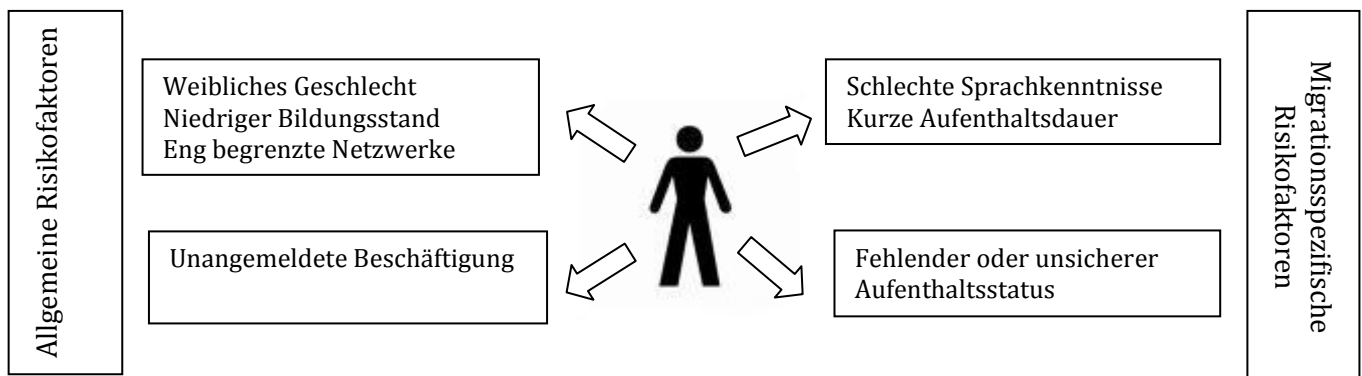 Allgemeine Risikofaktoren
Weibliches Geschlecht
Niedriger Bildungsstand
Eng begrenzte Netzwerke
Unangemeldete Beschäftigung
Schlechte Sprachkenntnisse
Kurze Aufenthaltsdauer
Fehlender oder unsicherer
Aufenthaltsstatus
Migrationsspezifische
Risikofaktoren